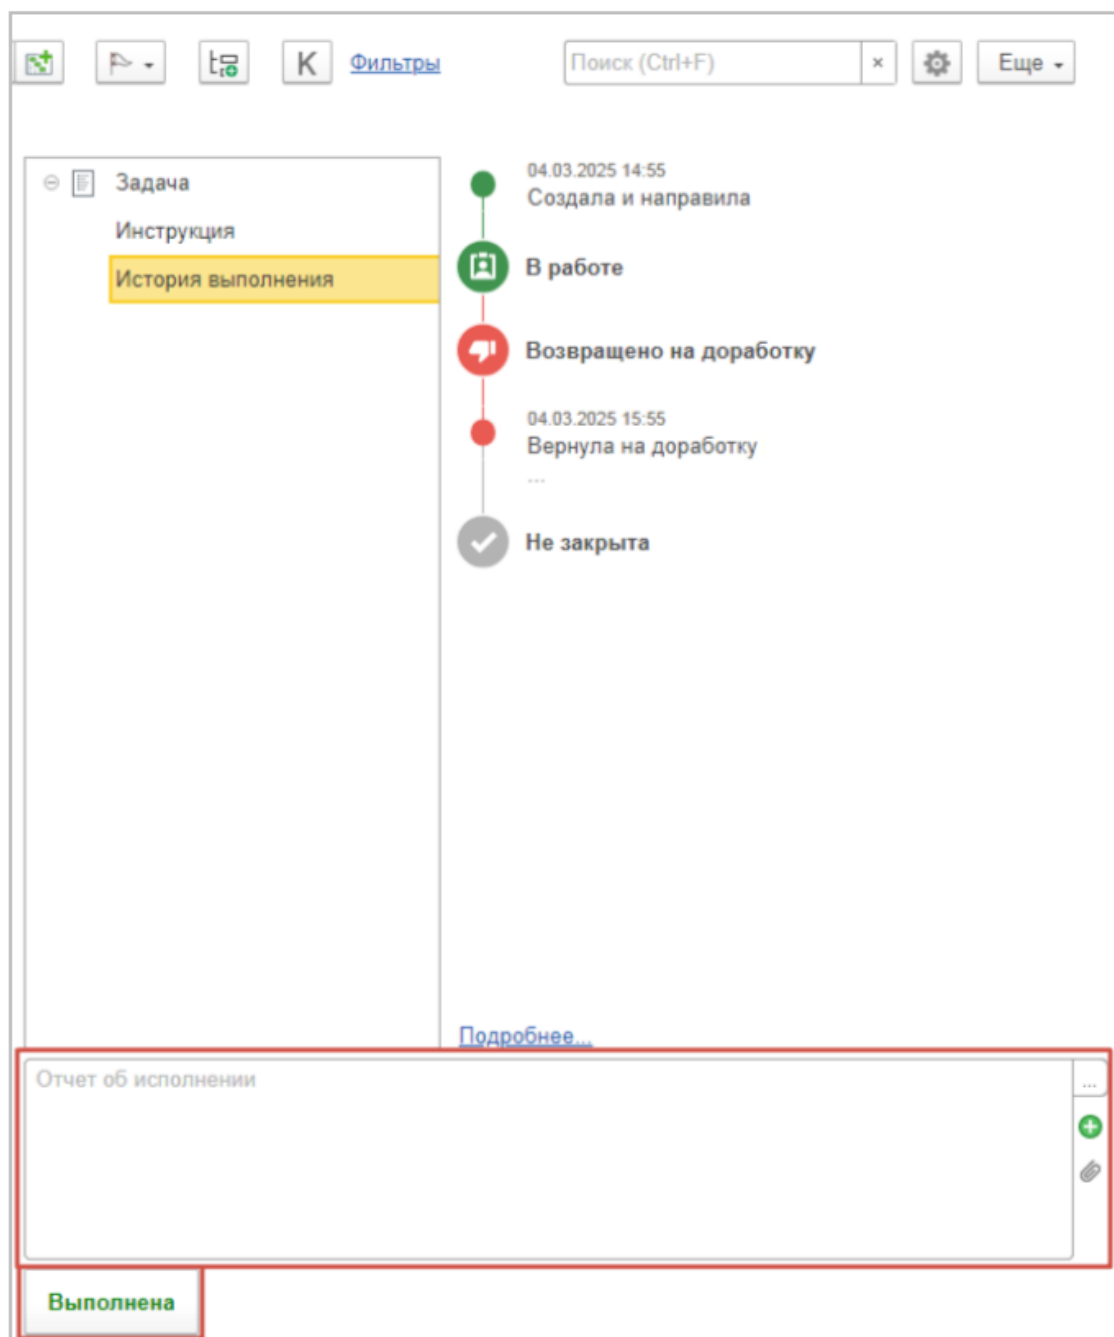 K Фильтры Поиск (Ctrl+F) × Еще
Задача
Инструкция
История выполнения
04.03.2025 14:55
Создала и направила
В работе
Возвращено на доработку
04.03.2025 15:55
Вернула на доработку
...
Не закрыта
Подробнее...
Отчет об исполнении
...
Выполнена